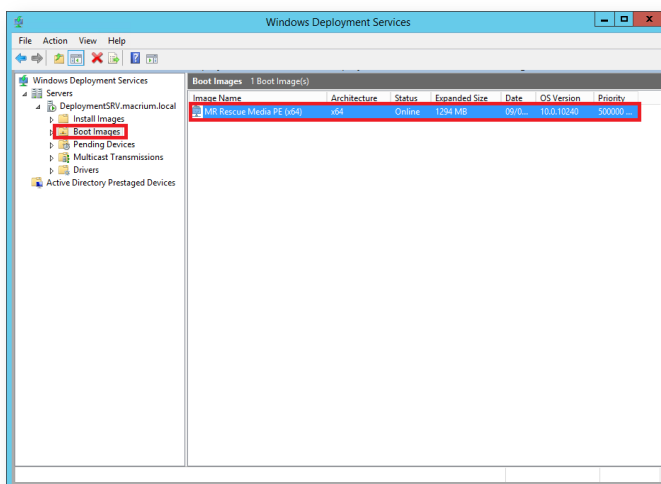 Windows Deployment Services
File Action View Help
Windows Deployment Services
Servers
DeploymentSRV.macrium.local
Install Images
Boot Images
Pending Devices
Multicast Transmissions
Drivers
Active Directory Prestaged Devices
Boot Images 1 Boot Image(s)
Image Name Architecture Status Expanded Size Date OS Version Priority
MR Rescue Media PE (x64) x64 Online 1294 MB 09/0... 10.0.10240 500000 ...